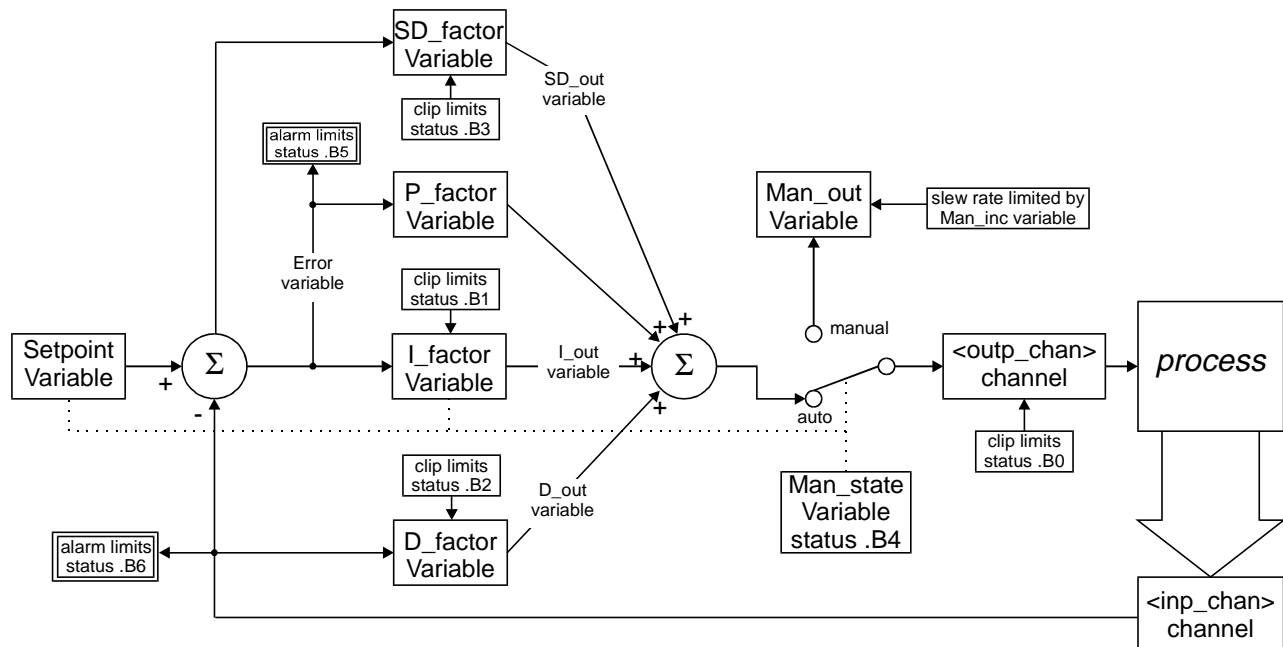 SD_factor
Variable
SD_out
variable
clip limits
status .B3
alarm limits
status .B5
P_factor
Variable
Man_out
Variable
slew rate limited by
Man_inc variable
Error
variable
clip limits
status .B1
manual
Setpoint
Variable
+
-
Σ
I_factor
Variable
I_out
variable
+
+
+
+
Σ
auto
<outp_chan>
channel
process
clip limits
status .B0
clip limits
status .B2
D_out
variable
Man_state
Variable
status .B4
alarm limits
status .B6
D_factor
Variable
<inp_chan>
channel